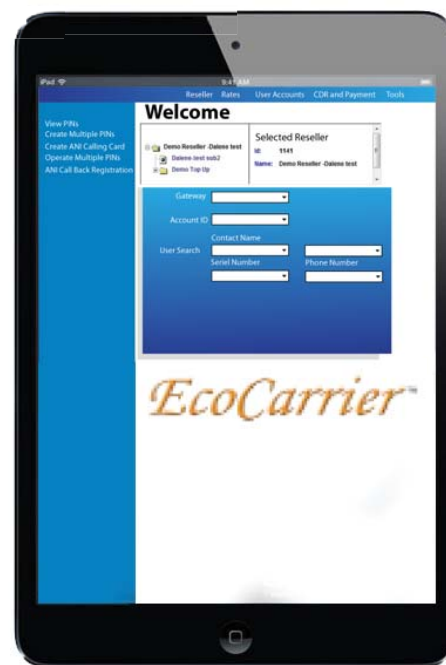 iPad 9:41 AM
Reseller Rates User Accounts CDR and Payment Tools
View PINs
Create Multiple PINs
Create ANI Calling Card
Operate Multiple PINs
ANI Call Back Registration
Welcome
Demo Reseller -Dalene test
Dalene-test sub2
Demo Top Up
Selected Reseller
Id: 1141
Name: Demo Reseller -Dalene test
Gateway
Account ID
Contact Name
User Search
Seriel Number Phone Number
EcoCarrier™